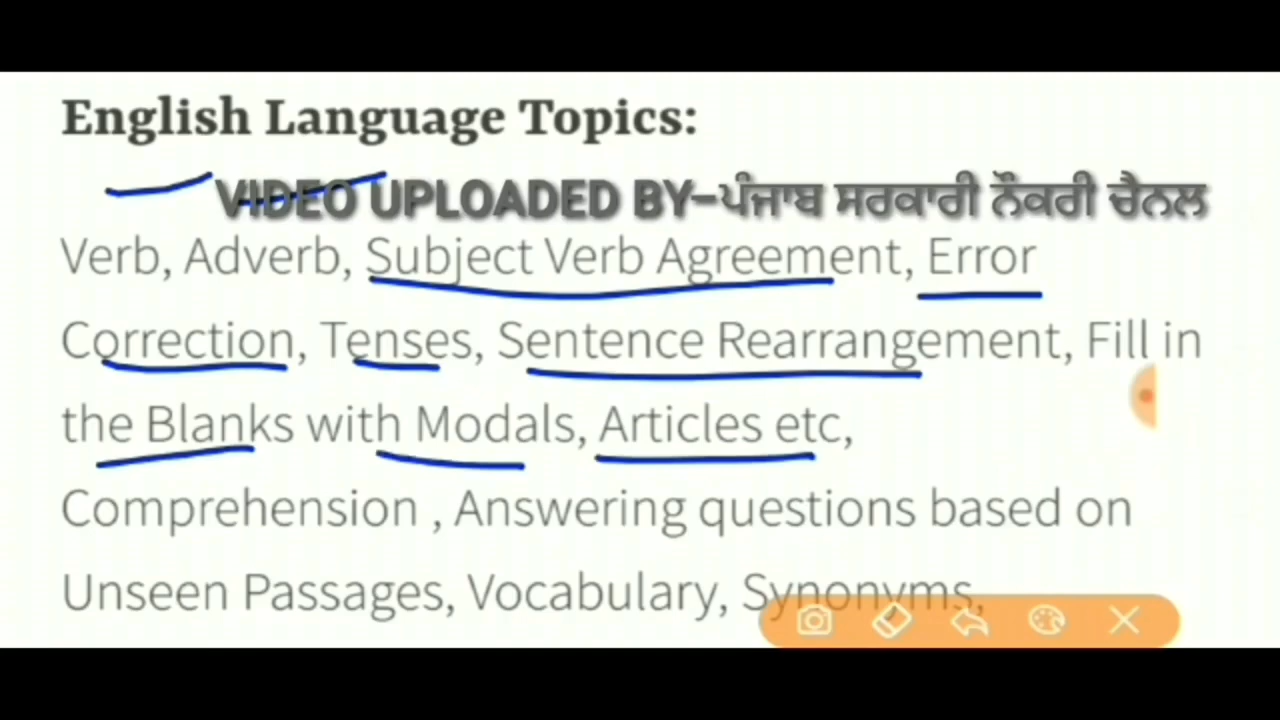 English Language Topics:
VIDEO UPLOADED BY-ਪੰਜਾਬ ਸਰਕਾਰੀ ਨੌਕਰੀ ਚੈਨਲ
Verb, Adverb, Subject Verb Agreement, Error
Correction, Tenses, Sentence Rearrangement, Fill in
the Blanks with Modals, Articles etc,
Comprehension , Answering questions based on
Unseen Passages, Vocabulary, Synonyms,